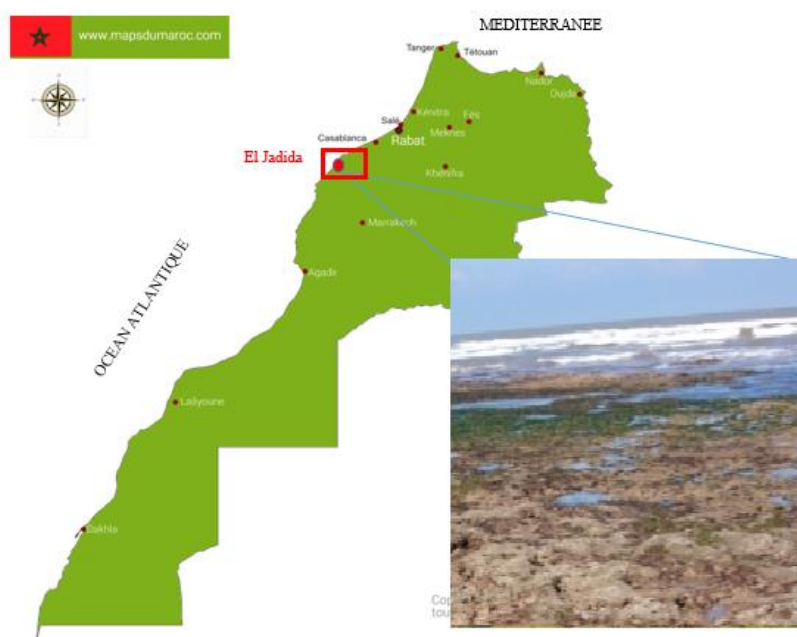 MEDITERRANEE
www.mapsdumaroc.com
Tanger
Tétouan
Nador
Oujda
Kénitra
Salé
Fès
Meknès
Rabat
Casablanca
El Jadida
Khénifra
Marrakech
OCEAN ATLANTIQUE
Agadir
Laâyoune
Dakhla